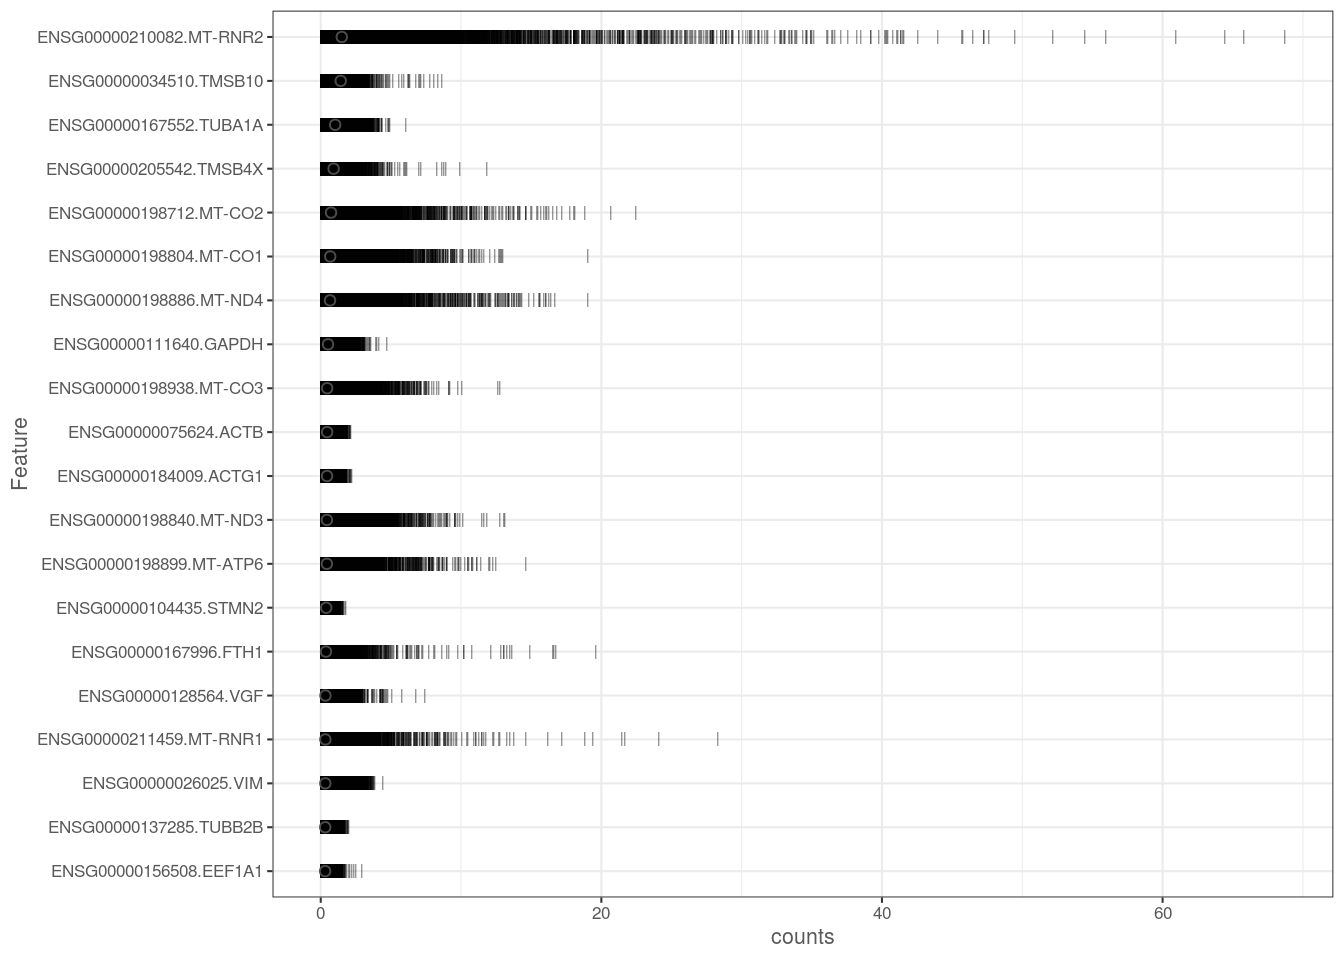 ENSG00000210082.MT-RNR2
ENSG00000034510.TMSB10
ENSG00000167552.TUBA1A
ENSG00000205542.TMSB4X
ENSG00000198712.MT-CO2
ENSG00000198804.MT-CO1
ENSG00000198886.MT-ND4
ENSG00000111640.GAPDH
ENSG00000198938.MT-CO3
ENSG00000075624.ACTB
ENSG00000184009.ACTG1
ENSG00000198840.MT-ND3
ENSG00000198899.MT-ATP6
ENSG00000104435.STMN2
ENSG00000167996.FTH1
ENSG00000128564.VGF
ENSG00000211459.MT-RNR1
ENSG00000026025.VIM
ENSG00000137285.TUBB2B
ENSG00000156508.EEF1A1
Feature
0 20 40 60
counts